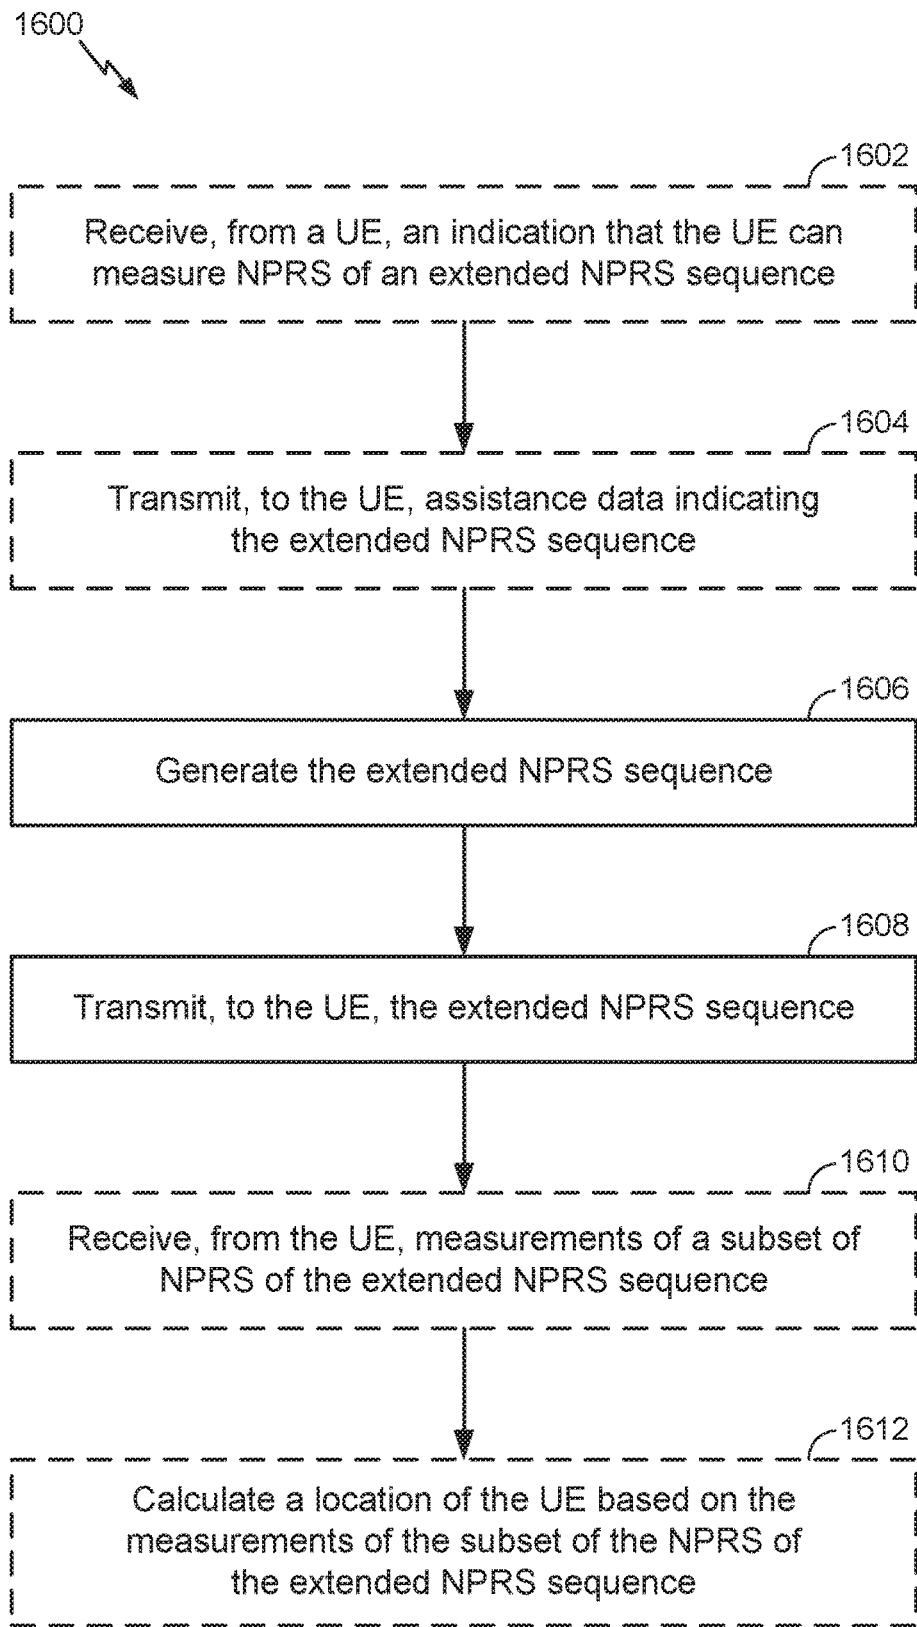 1600
1602
Receive, from a UE, an indication that the UE can
measure NPRS of an extended NPRS sequence
1604
Transmit, to the UE, assistance data indicating
the extended NPRS sequence
1606
Generate the extended NPRS sequence
1608
Transmit, to the UE, the extended NPRS sequence
1610
Receive, from the UE, measurements of a subset of
NPRS of the extended NPRS sequence
1612
Calculate a location of the UE based on the
measurements of the subset of the NPRS of
the extended NPRS sequence